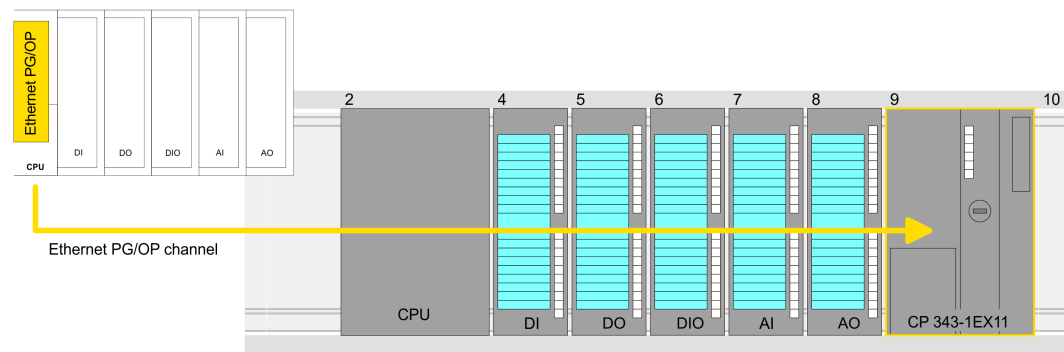 Ethernet PG/OP
CPU
DI
DO
DIO
AI
AO
Ethernet PG/OP channel
2
4
5
6
7
8
9
10
CPU
DI
DO
DIO
AI
AO
CP 343-1EX11